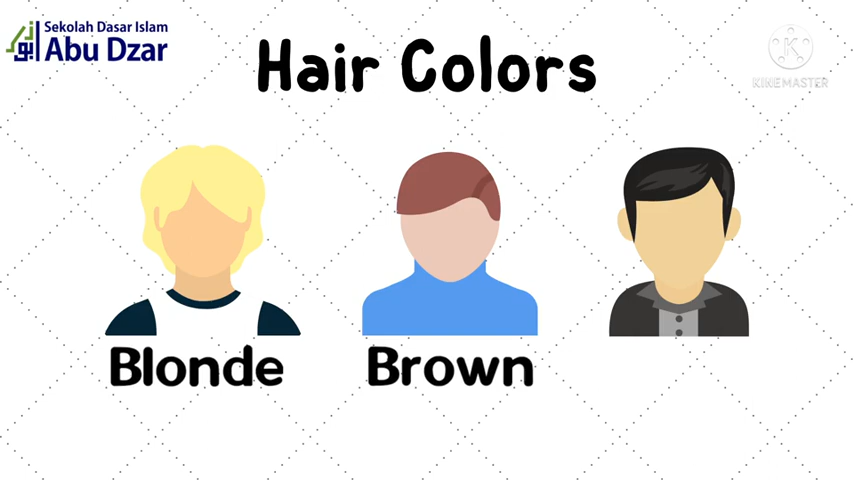 Sekolah Dasar Islam
Abu Dzar
Hair Colors
K
KINEMASTER
Blonde
Brown